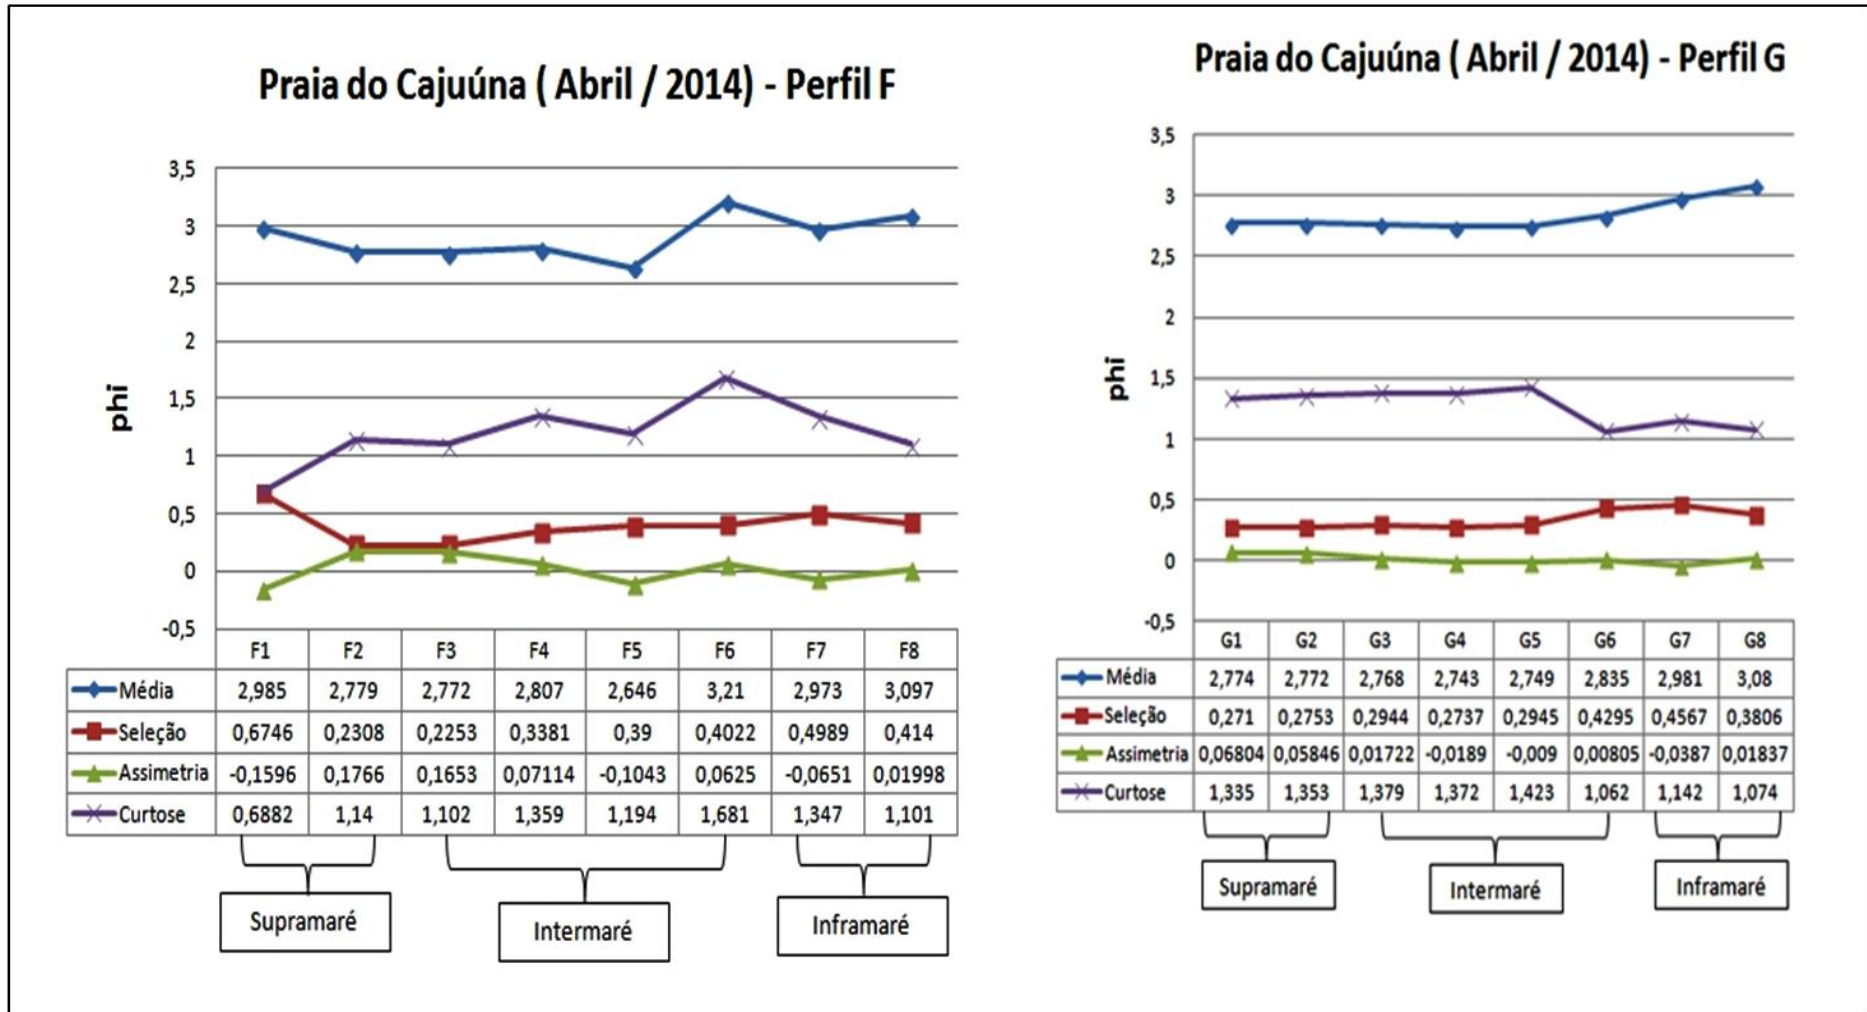 Praia do Cajuúna ( Abril / 2014) - Perfil F
3,5
3
2,5
2
1,5
1
0,5
0
-0,5
phi
F1 F2 F3 F4 F5 F6 F7 F8
Média 2,985 2,779 2,772 2,807 2,646 3,21 2,973 3,097
Seleção 0,6746 0,2308 0,2253 0,3381 0,39 0,4022 0,4989 0,414
Assimetria -0,1596 0,1766 0,1653 0,07114 -0,1043 0,0625 -0,0651 0,01998
Curtose 0,6882 1,14 1,102 1,359 1,194 1,681 1,347 1,101
Supramaré Intermaré Inframaré
Praia do Cajuúna ( Abril / 2014) - Perfil G
3,5
3
2,5
2
1,5
1
0,5
0
-0,5
phi
G1 G2 G3 G4 G5 G6 G7 G8
Média 2,774 2,772 2,768 2,743 2,749 2,835 2,981 3,08
Seleção 0,271 0,2753 0,2944 0,2737 0,2945 0,4295 0,4567 0,3806
Assimetria 0,06804 0,05846 0,01722 -0,0189 -0,009 0,00805 -0,0387 0,01837
Curtose 1,335 1,353 1,379 1,372 1,423 1,062 1,142 1,074
Supramaré Intermaré Inframaré